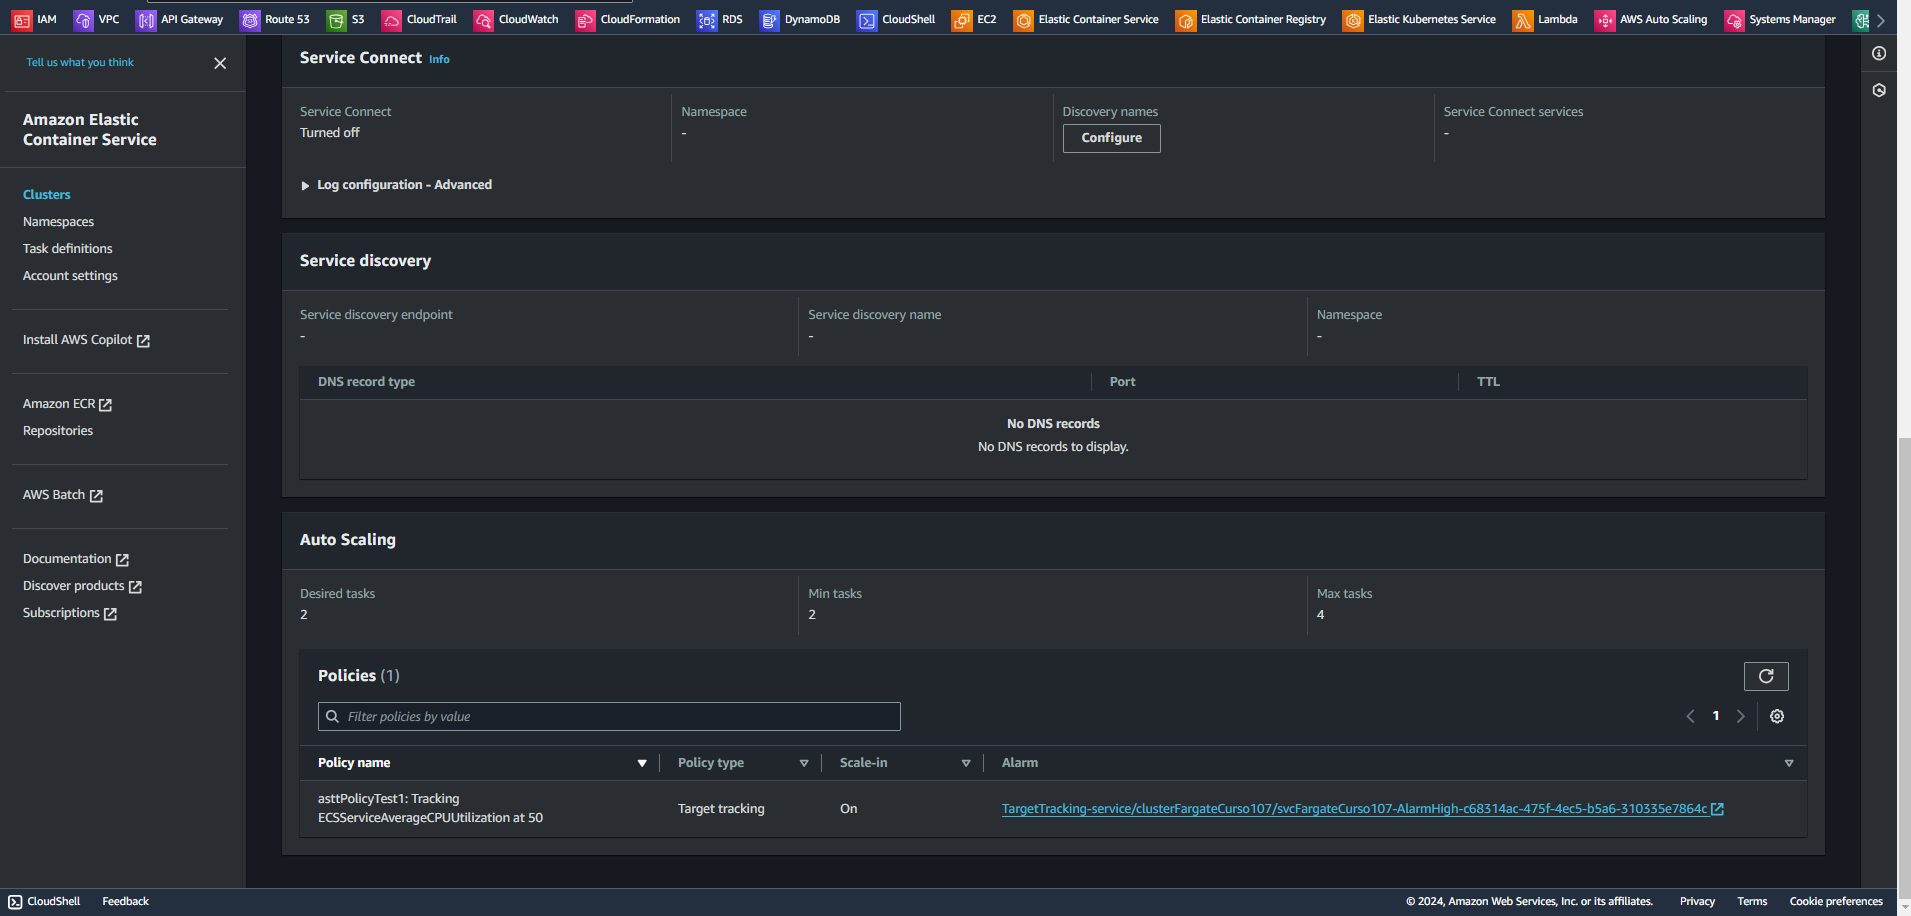 IAM
VPC
API Gateway
Route 53
S3
CloudTrail
CloudWatch
CloudFormation
RDS
DynamoDB
CloudShell
EC2
Elastic Container Service
Elastic Container Registry
Elastic Kubernetes Service
Lambda
AWS Auto Scaling
Systems Manager
Tell us what you think
Amazon Elastic
Container Service
Clusters
Namespaces
Task definitions
Account settings
Install AWS Copilot
Amazon ECR
Repositories
AWS Batch
Documentation
Discover products
Subscriptions
Service Connect Info
Service Connect
Turned off
Namespace
-
Discovery names
Configure
Service Connect services
-
Log configuration - Advanced
Service discovery
Service discovery endpoint
-
Service discovery name
-
Namespace
-
DNS record type
Port
TTL
No DNS records
No DNS records to display.
Auto Scaling
Desired tasks
2
Min tasks
2
Max tasks
4
Policies (1)
Filter policies by value
1
Policy name
Policy type
Scale-in
Alarm
asttPolicyTest1: Tracking
ECSServiceAverageCPUUtilization at 50
Target tracking
On
TargetTracking-service/clusterFargateCurso107/svcFargateCurso107-AlarmHigh-c68314ac-475f-4ec5-b5a6-310335e7864c
CloudShell
Feedback
© 2024, Amazon Web Services, Inc. or its affiliates.
Privacy
Terms
Cookie preferences